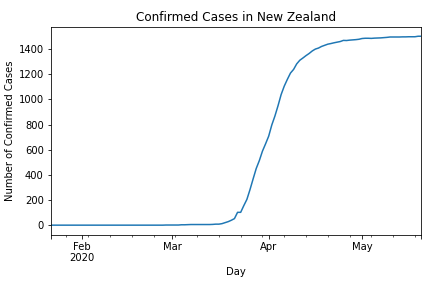 Confirmed Cases in New Zealand
Number of Confirmed Cases
1400
1200
1000
800
600
400
200
0
Feb Mar Apr May
2020
Day